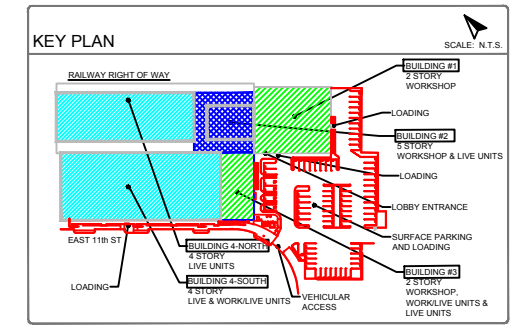 KEY PLAN
SCALE: N.T.S.
RAILWAY RIGHT OF WAY
BUILDING #1
2 STORY
WORKSHOP
LOADING
BUILDING #2
5 STORY
WORKSHOP & LIVE UNITS
LOADING
LOBBY ENTRANCE
SURFACE PARKING
AND LOADING
BUILDING #3
2 STORY
WORKSHOP,
WORK/LIVE UNITS &
LIVE UNITS
EAST 11th ST
BUILDING 4-NORTH
4 STORY
LIVE UNITS
BUILDING 4-SOUTH
4 STORY
LIVE & WORK/LIVE UNITS
LOADING
VEHICULAR
ACCESS